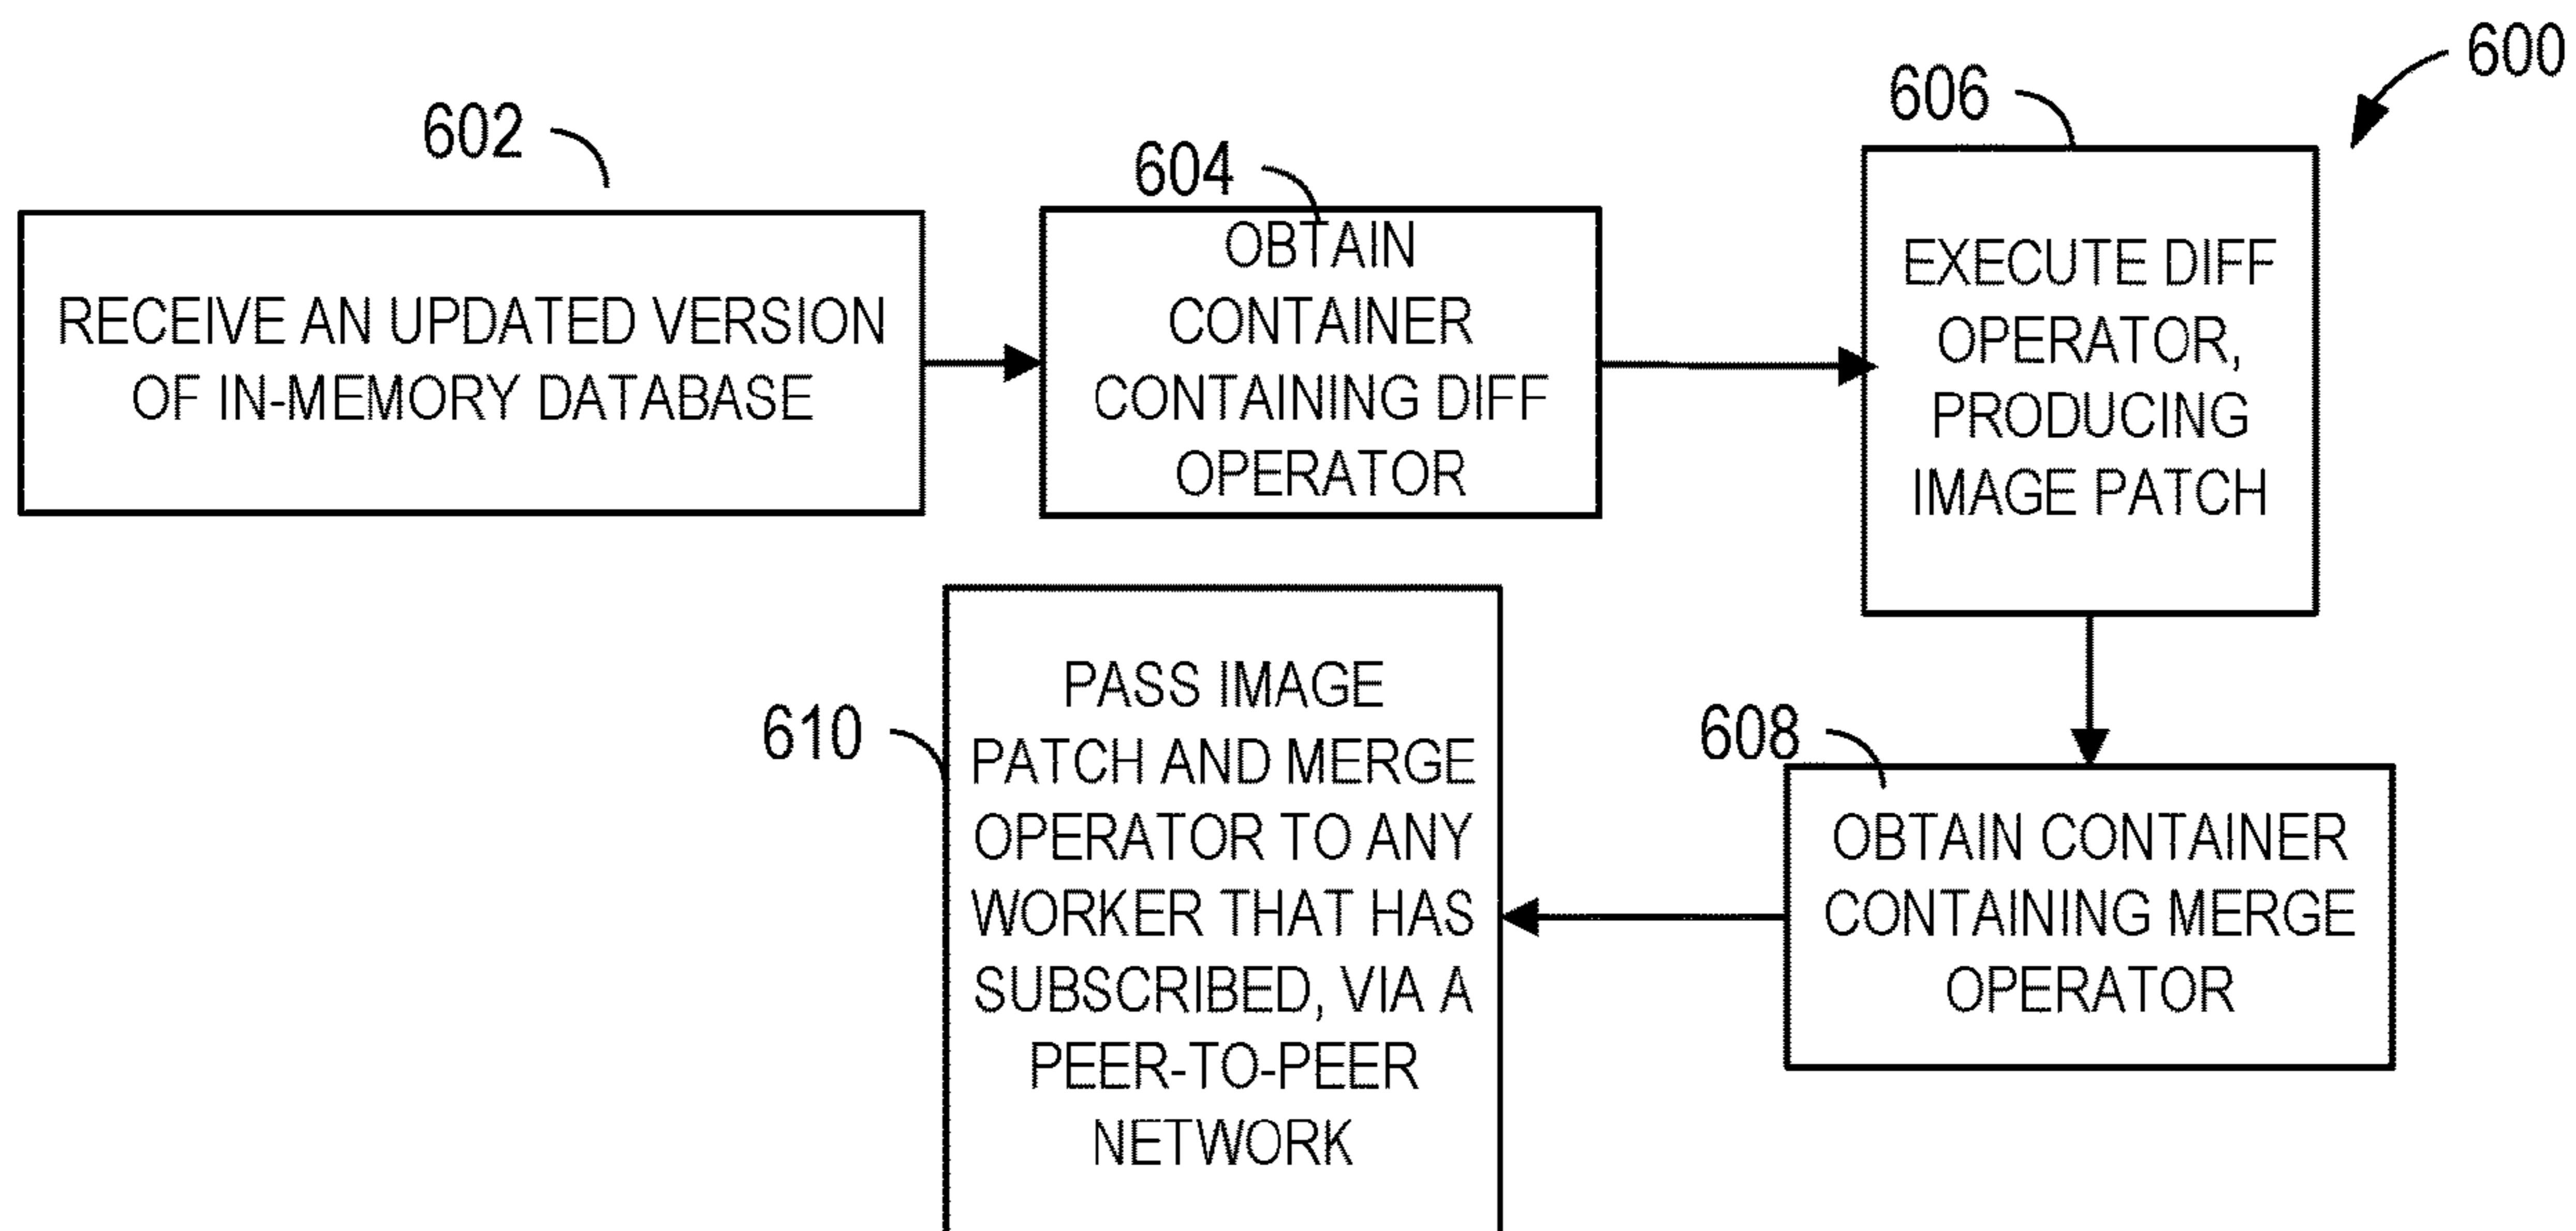 600
602
RECEIVE AN UPDATED VERSION
OF IN-MEMORY DATABASE
604
OBTAIN
CONTAINER
CONTAINING DIFF
OPERATOR
606
EXECUTE DIFF
OPERATOR,
PRODUCING
IMAGE PATCH
608
OBTAIN CONTAINER
CONTAINING MERGE
OPERATOR
610
PASS IMAGE
PATCH AND MERGE
OPERATOR TO ANY
WORKER THAT HAS
SUBSCRIBED, VIA A
PEER-TO-PEER
NETWORK